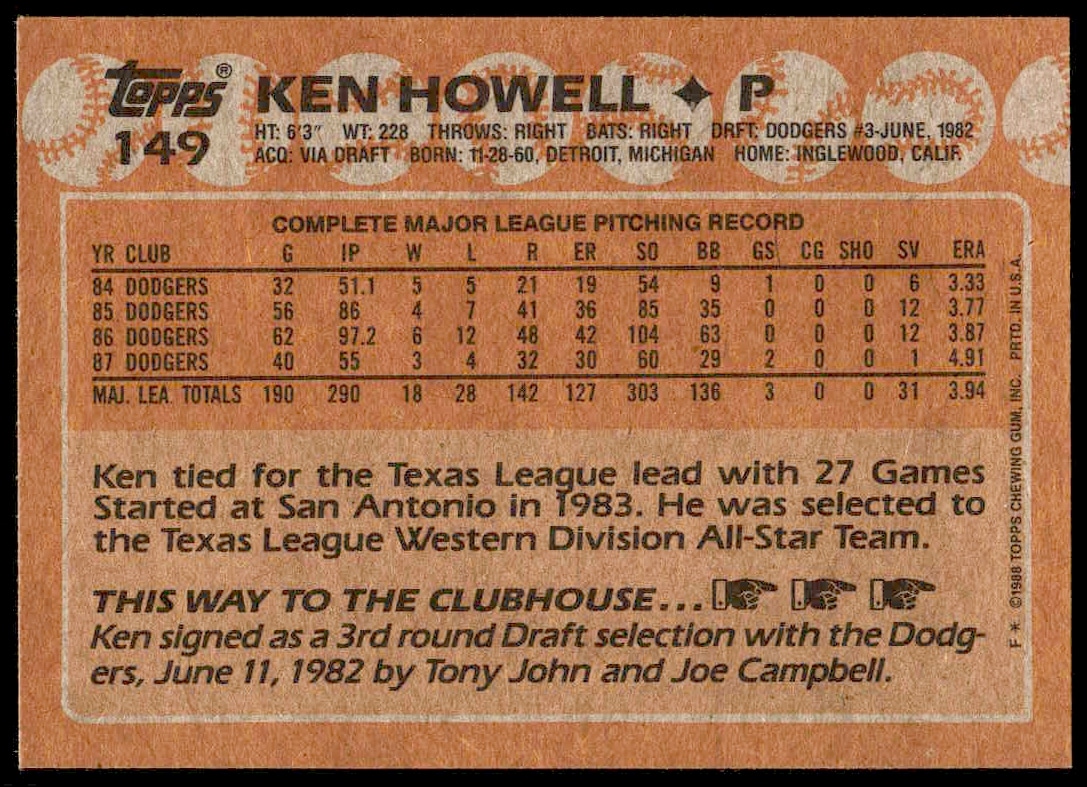 topps® KEN HOWELL ✦ P
149
HT: 6'3" WT: 228 THROWS: RIGHT BATS: RIGHT DRFT: DODGERS #3-JUNE, 1982
ACQ: VIA DRAFT BORN: 11-28-60, DETROIT, MICHIGAN HOME: INGLEWOOD, CALIF.
COMPLETE MAJOR LEAGUE PITCHING RECORD
YR CLUB G IP W L R ER SO BB GS CG SHO SV ERA
84 DODGERS 32 51.1 5 5 21 19 54 9 1 0 0 6 3.33
85 DODGERS 56 86 4 7 41 36 85 35 0 0 0 12 3.77
86 DODGERS 62 97.2 6 12 48 42 104 63 0 0 0 12 3.87
87 DODGERS 40 55 3 4 32 30 60 29 2 0 0 1 4.91
MAJ. LEA. TOTALS 190 290 18 28 142 127 303 136 3 0 0 31 3.94
Ken tied for the Texas League lead with 27 Games
Started at San Antonio in 1983. He was selected to
the Texas League Western Division All-Star Team.
THIS WAY TO THE CLUBHOUSE...
Ken signed as a 3rd round Draft selection with the Dodg-
ers, June 11, 1982 by Tony John and Joe Campbell.
F * ©1988 TOPPS CHEWING GUM, INC. PRTD. IN U.S.A.